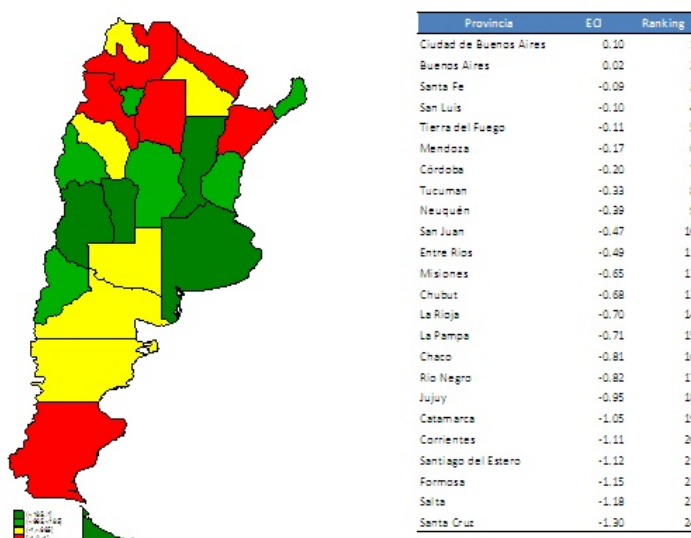 Provincia ECI Ranking
Ciudad de Buenos Aires 0.10
Buenos Aires 0.02
Santa Fe -0.09
San Luis -0.10
Tierra del Fuego -0.11
Mendoza -0.17
Córdoba -0.20
Tucuman -0.33
Neuquén -0.39
San Juan -0.47
Entre Rios -0.49
Misiones -0.65
Chubut -0.68
La Rioja -0.70
La Pampa -0.71
Chaco -0.81
Rio Negro -0.82
Jujuy -0.95
Catamarca -1.05
Corrientes -1.11
Santiago del Estero -1.12
Formosa -1.15
Salta -1.18
Santa Cruz -1.30